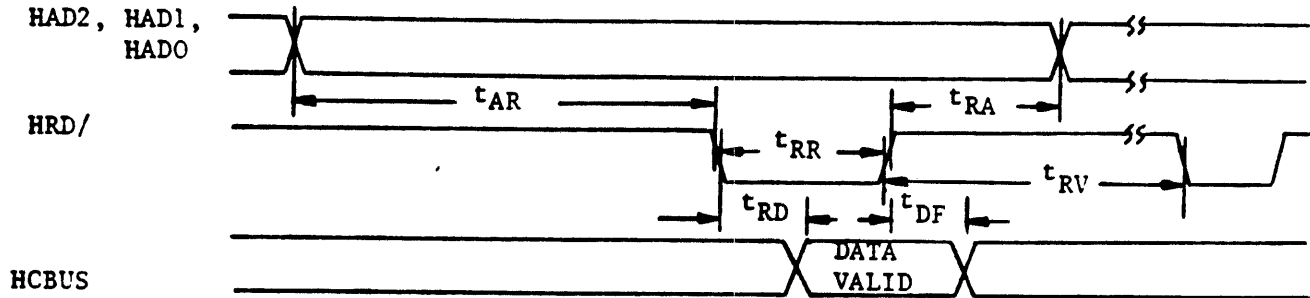 HAD2, HAD1,
HAD0
tAR
tRA
HRD/
tRR
tRV
tRD
tDF
HCBUS
DATA
VALID